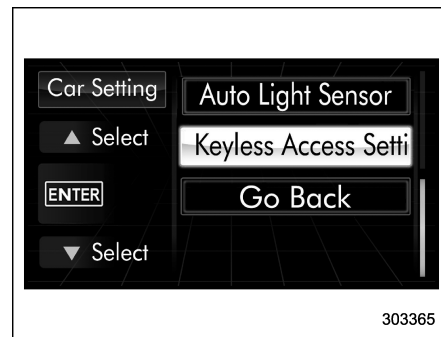 Car Setting
Auto Light Sensor
▲ Select
Keyless Access Setti
ENTER
Go Back
▼ Select
303365